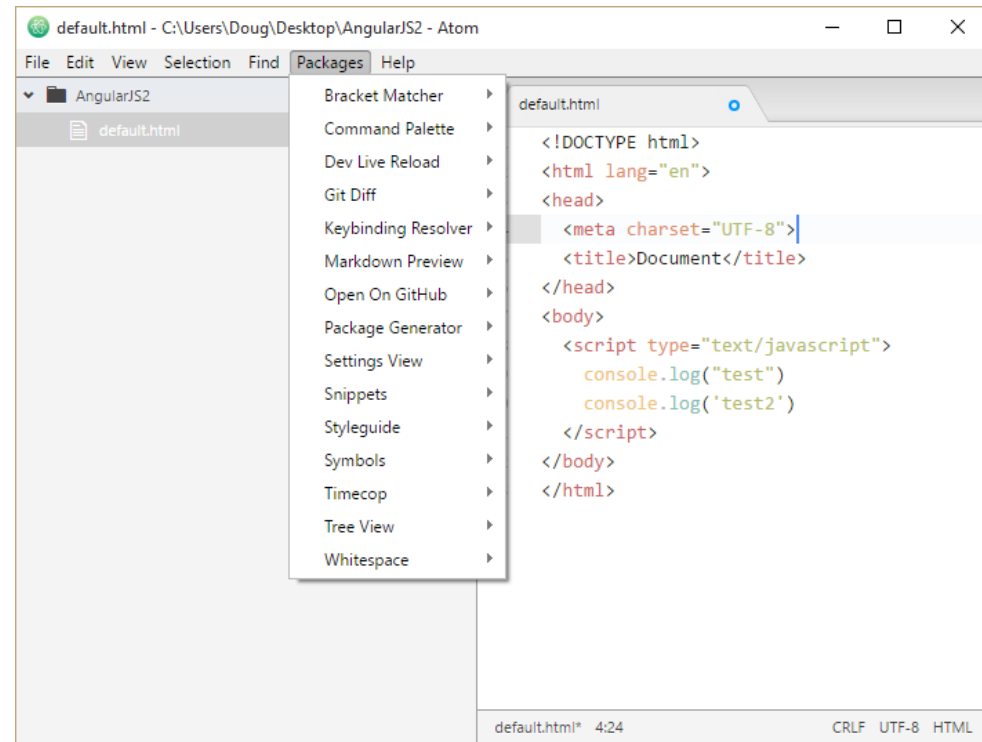 default.html - C:\Users\Doug\Desktop\AngularJS2 - Atom
File Edit View Selection Find Packages Help
AngularJS2
default.html
Bracket Matcher
Command Palette
Dev Live Reload
Git Diff
Keybinding Resolver
Markdown Preview
Open On GitHub
Package Generator
Settings View
Snippets
Styleguide
Symbols
Timecop
Tree View
Whitespace
default.html
<!DOCTYPE html>
<html lang="en">
<head>
<meta charset="UTF-8">
<title>Document</title>
</head>
<body>
<script type="text/javascript">
console.log("test")
console.log('test2')
</script>
</body>
</html>
default.html* 4:24 CRLF UTF-8 HTML